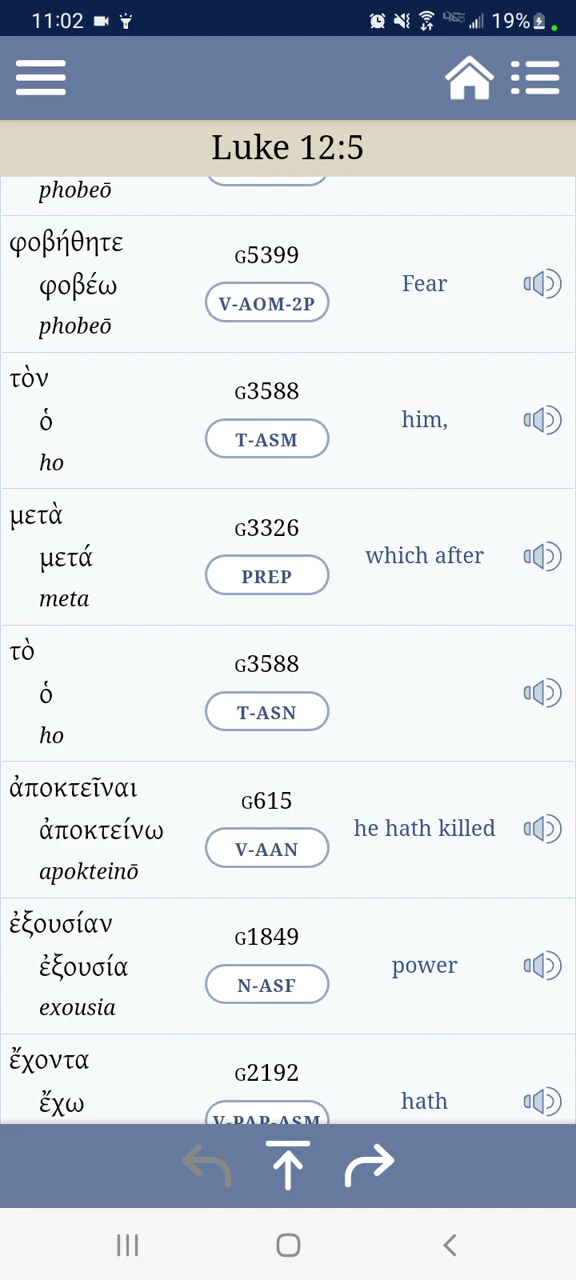 11:02
19%
Luke 12:5
phobeō
φοβήθητε
φοβέω
phobeō
G5399
V-AOM-2P
Fear
τὸν
ὁ
ho
G3588
T-ASM
him,
μετὰ
μετά
meta
G3326
PREP
which after
τὸ
ὁ
ho
G3588
T-ASN
ἀποκτεῖναι
ἀποκτείνω
apokteinō
G615
V-AAN
he hath killed
ἐξουσίαν
ἐξουσία
exousia
G1849
N-ASF
power
ἔχοντα
ἔχω
G2192
V-PAP-ASM
hath